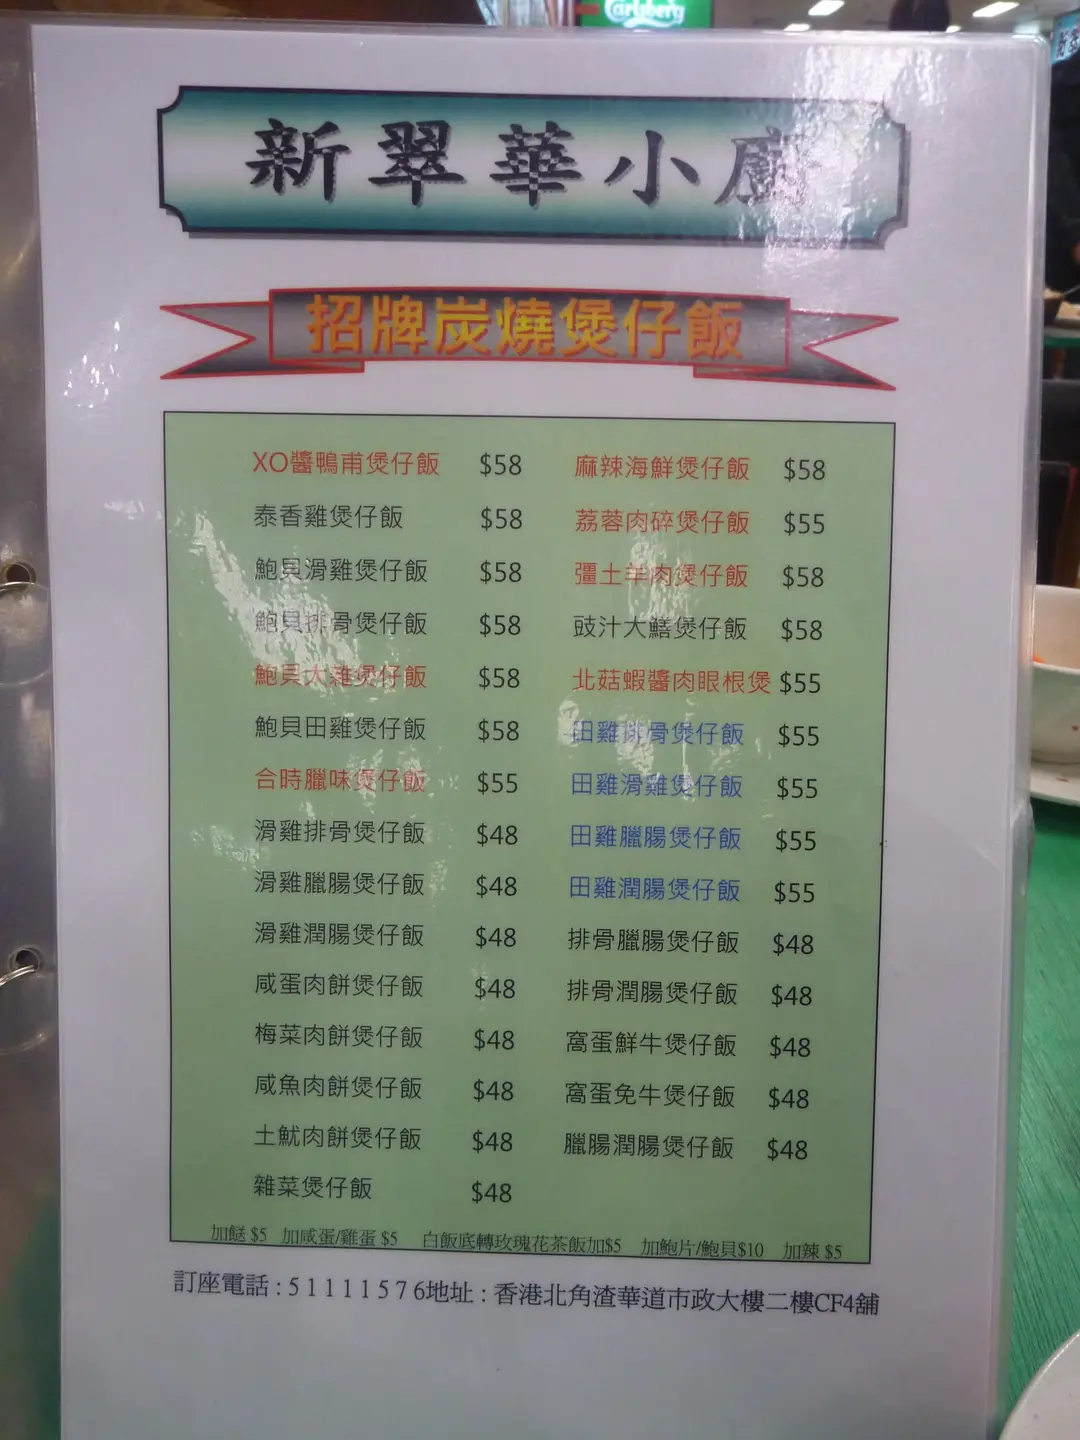 Carlsberg
新翠華小廚
招牌炭燒煲仔飯
XO醬鴨甫煲仔飯 $58
泰香雞煲仔飯 $58
鮑貝滑雞煲仔飯 $58
鮑貝排骨煲仔飯 $58
鮑貝大雜煲仔飯 $58
鮑貝田雞煲仔飯 $58
合時臘味煲仔飯 $55
滑雞排骨煲仔飯 $48
滑雞臘腸煲仔飯 $48
滑雞潤腸煲仔飯 $48
咸蛋肉餅煲仔飯 $48
梅菜肉餅煲仔飯 $48
咸魚肉餅煲仔飯 $48
土魷肉餅煲仔飯 $48
雜菜煲仔飯 $48
麻辣海鮮煲仔飯 $58
荔蓉肉碎煲仔飯 $55
彊土羊肉煲仔飯 $58
豉汁大鱔煲仔飯 $58
北菇蝦醬肉眼根煲 $55
田雞排骨煲仔飯 $55
田雞滑雞煲仔飯 $55
田雞臘腸煲仔飯 $55
田雞潤腸煲仔飯 $55
排骨臘腸煲仔飯 $48
排骨潤腸煲仔飯 $48
窩蛋鮮牛煲仔飯 $48
窩蛋免牛煲仔飯 $48
臘腸潤腸煲仔飯 $48
加餸 $5 加咸蛋/雞蛋 $5 白飯底轉玫瑰花茶飯加$5 加鮑片/鮑貝$10 加辣 $5
訂座電話 : 5 1 1 1 1 5 7 6地址 : 香港北角渣華道市政大樓二樓CF4舖